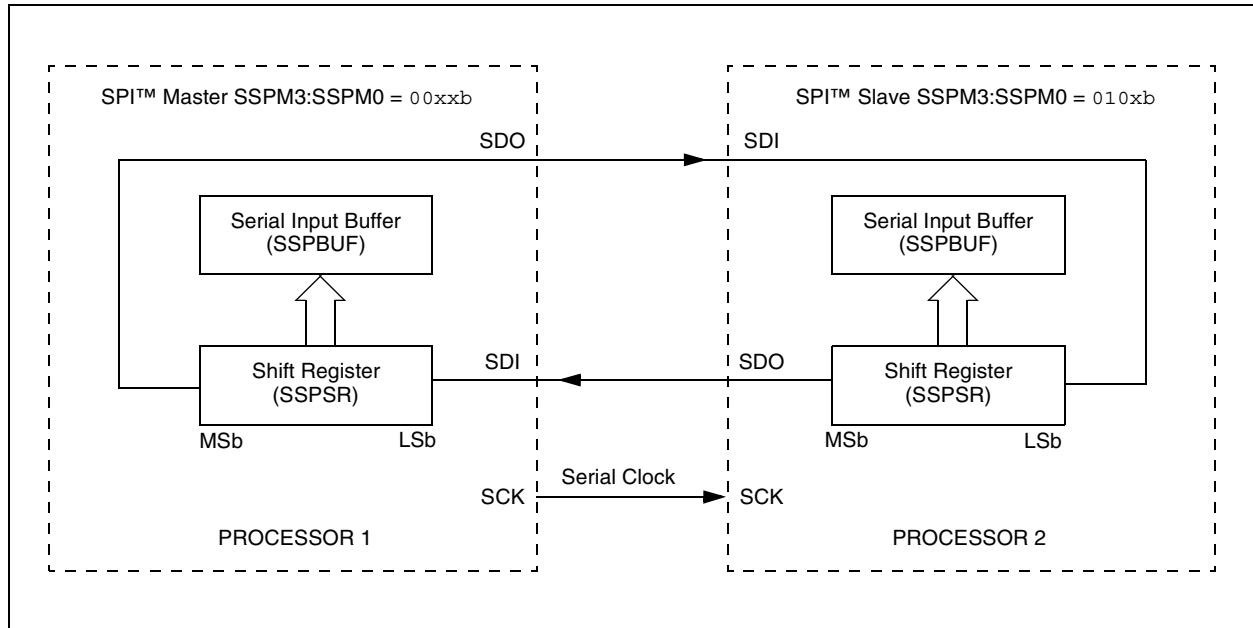 SPI™ Master SSPM3:SSPM0 = 00xxb
SPI™ Slave SSPM3:SSPM0 = 010xb
SDO
SDI
Serial Input Buffer
(SSPBUF)
Serial Input Buffer
(SSPBUF)
Shift Register
(SSPSR)
SDI
SDO
Shift Register
(SSPSR)
MSb
LSb
MSb
LSb
Serial Clock
SCK
SCK
PROCESSOR 1
PROCESSOR 2